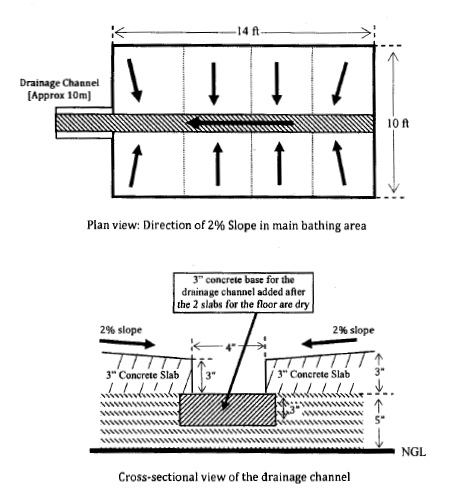 14 ft
Drainage Channel
[Approx 10m]
10 ft
Plan view: Direction of 2% Slope in main bathing area
3" concrete base for the
drainage channel added after
the 2 slabs for the floor are dry
2% slope
4"
2% slope
3" Concrete Slab
3"
3" Concrete Slab
3"
3"
5"
NGL
Cross-sectional view of the drainage channel